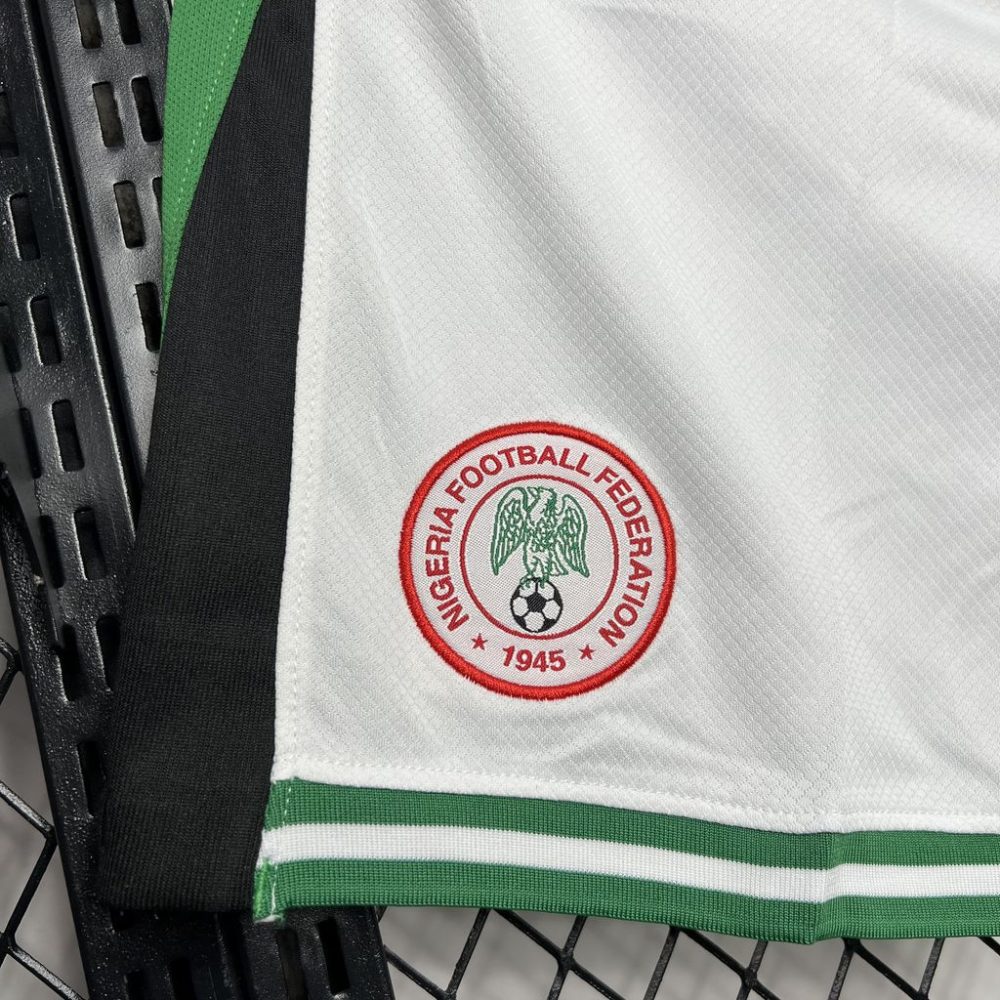 NIGERIA FOOTBALL FEDERATION
1945